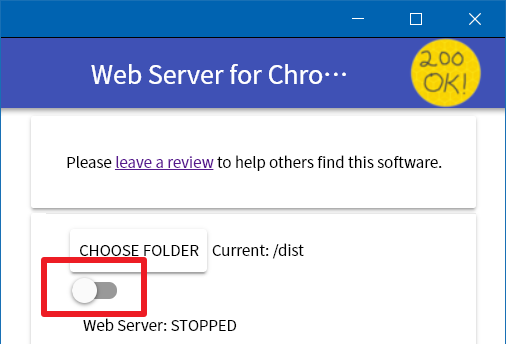 Web Server for Chro…
200
OK!
Please leave a review to help others find this software.
CHOOSE FOLDER Current: /dist
Web Server: STOPPED